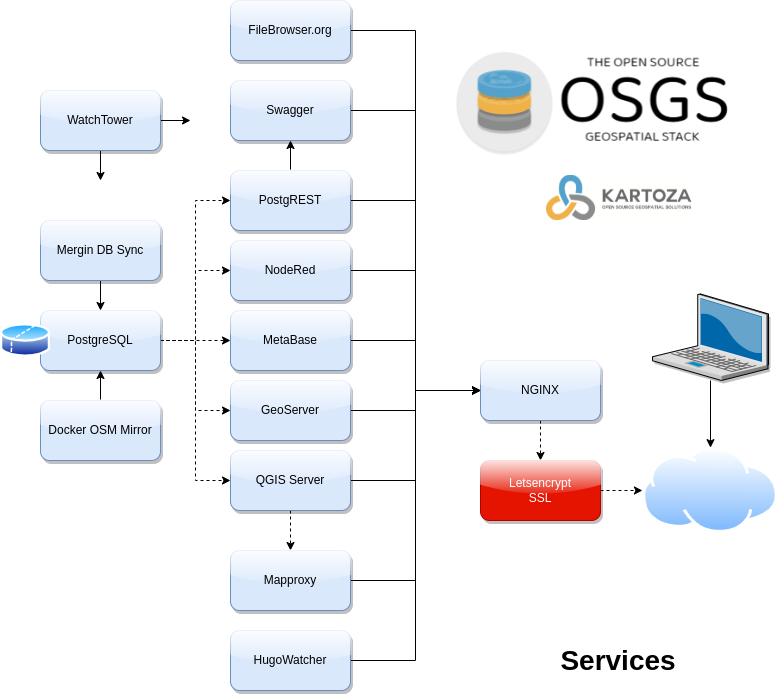 FileBrowser.org
THE OPEN SOURCE
OSGS
GEOSPATIAL STACK
WatchTower
Swagger
PostgREST
KARTOZA
OPEN SOURCE GEOSPATIAL SOLUTIONS
Mergin DB Sync
NodeRed
PostgreSQL
MetaBase
NGINX
GeoServer
Docker OSM Mirror
QGIS Server
Letsencrypt
SSL
Mapproxy
HugoWatcher
Services